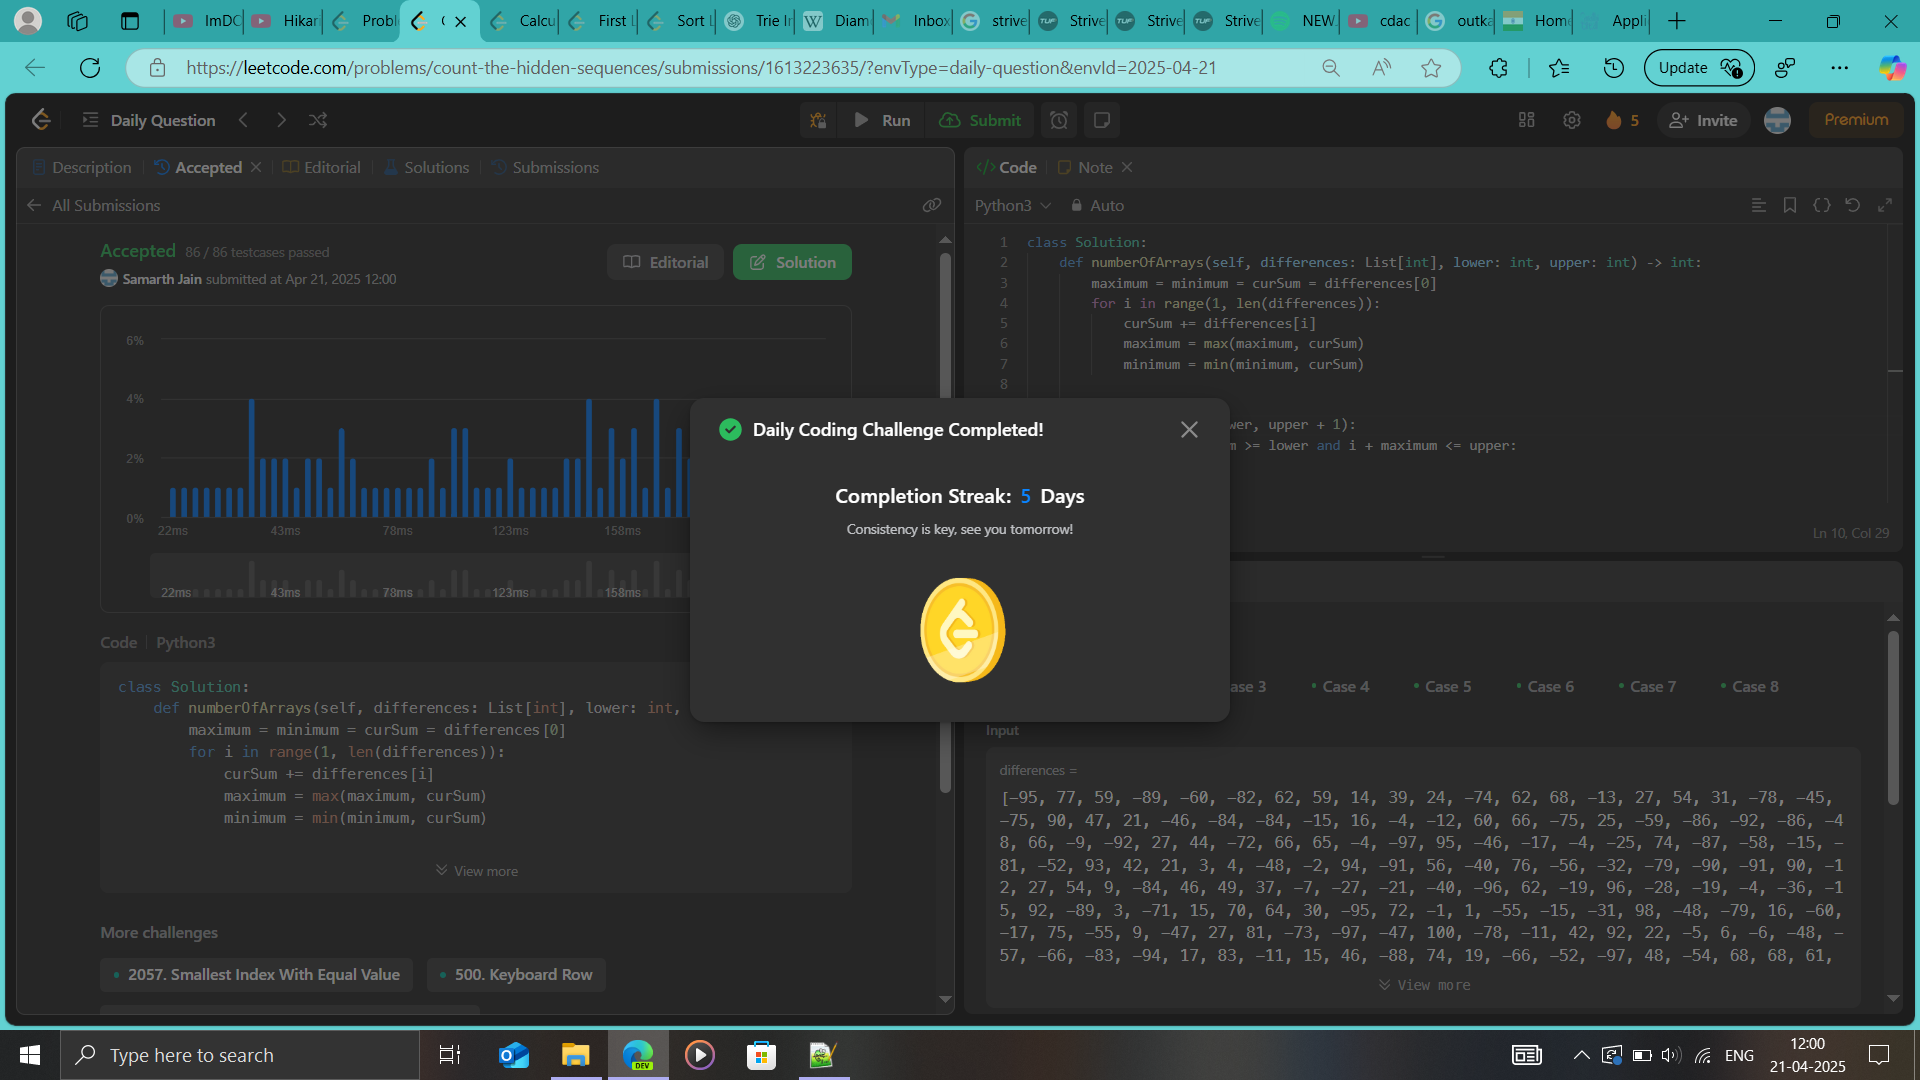 ImDC
Hikar
Proble
C
Calcu
First L
Sort L
Trie In
Diam
Inbox
strive
Strive
Strive
Strive
NEW
cdac
outka
Home
Appli
https://leetcode.com/problems/count-the-hidden-sequences/submissions/1613223635/?envType=daily-question&envId=2025-04-21
Update
Daily Question
Run
Submit
5
Invite
Premium
Description
Accepted
Editorial
Solutions
Submissions
All Submissions
Accepted 86 / 86 testcases passed
Samarth Jain submitted at Apr 21, 2025 12:00
Editorial
Solution
6%
4%
2%
0%
22ms 43ms 78ms 123ms 158ms
22ms 43ms 78ms 123ms 158ms
Code | Python3
class Solution:
def numberOfArrays(self, differences: List[int], lower: int,
maximum = minimum = curSum = differences[0]
for i in range(1, len(differences)):
curSum += differences[i]
maximum = max(maximum, curSum)
minimum = min(minimum, curSum)
View more
More challenges
2057. Smallest Index With Equal Value
500. Keyboard Row
Daily Coding Challenge Completed!
Completion Streak: 5 Days
Consistency is key, see you tomorrow!
Code
Note
Python3
Auto
1 class Solution:
2 def numberOfArrays(self, differences: List[int], lower: int, upper: int) -> int:
3 maximum = minimum = curSum = differences[0]
4 for i in range(1, len(differences)):
5 curSum += differences[i]
6 maximum = max(maximum, curSum)
7 minimum = min(minimum, curSum)
8
wer, upper + 1):
m >= lower and i + maximum <= upper:
Ln 10, Col 29
ase 3
Case 4
Case 5
Case 6
Case 7
Case 8
Input
differences =
[-95, 77, 59, -89, -60, -82, 62, 59, 14, 39, 24, -74, 62, 68, -13, 27, 54, 31, -78, -45,
-75, 90, 47, 21, -46, -84, -84, -15, 16, -4, -12, 60, 66, -75, 25, -59, -86, -92, -86, -4
8, 66, -9, -92, 27, 44, -72, 66, 65, -4, -97, 95, -46, -17, -4, -25, 74, -87, -58, -15, -
81, -52, 93, 42, 21, 3, 4, -48, -2, 94, -91, 56, -40, 76, -56, -32, -79, -90, -91, 90, -1
2, 27, 54, 9, -84, 46, 49, 37, -7, -27, -21, -40, -96, 62, -19, 96, -28, -19, -4, -36, -1
5, 92, -89, 3, -71, 15, 70, 64, 30, -95, 72, -1, 1, -55, -15, -31, 98, -48, -79, 16, -60,
-17, 75, -55, 9, -47, 27, 81, -73, -97, -47, 100, -78, -11, 42, 92, 22, -5, 6, -6, -48, -
57, -66, -83, -94, 17, 83, -11, 15, 46, -88, 74, 19, -66, -52, -97, 48, -54, 68, 68, 61,
View more
Type here to search
DEV
ENG
12:00
21-04-2025